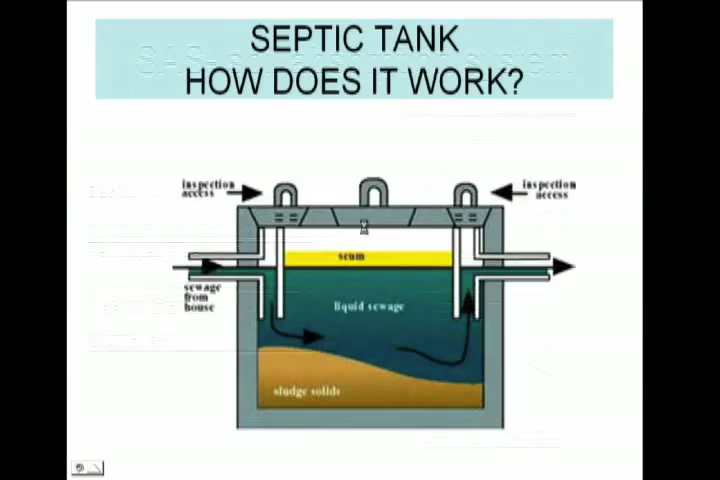 SEPTIC TANK
HOW DOES IT WORK?
inspection
access
inspection
access
scum
sewage
from
house
liquid sewage
sludge solids